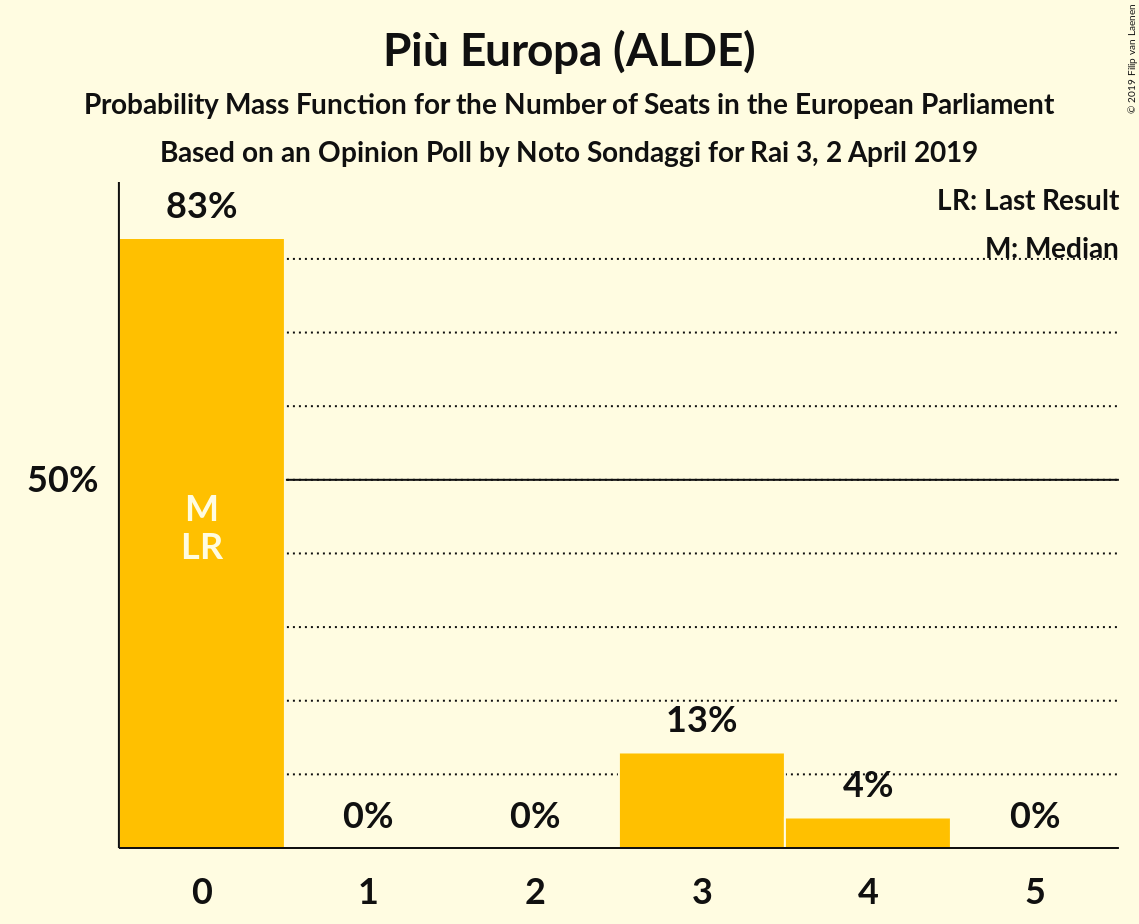 Più Europa (ALDE)
Probability Mass Function for the Number of Seats in the European Parliament
Based on an Opinion Poll by Noto Sondaggi for Rai 3, 2 April 2019
© 2019 Filip van Laenen
LR: Last Result
M: Median
83%
50%
M
LR
0%
0%
13%
4%
0%
0
1
2
3
4
5